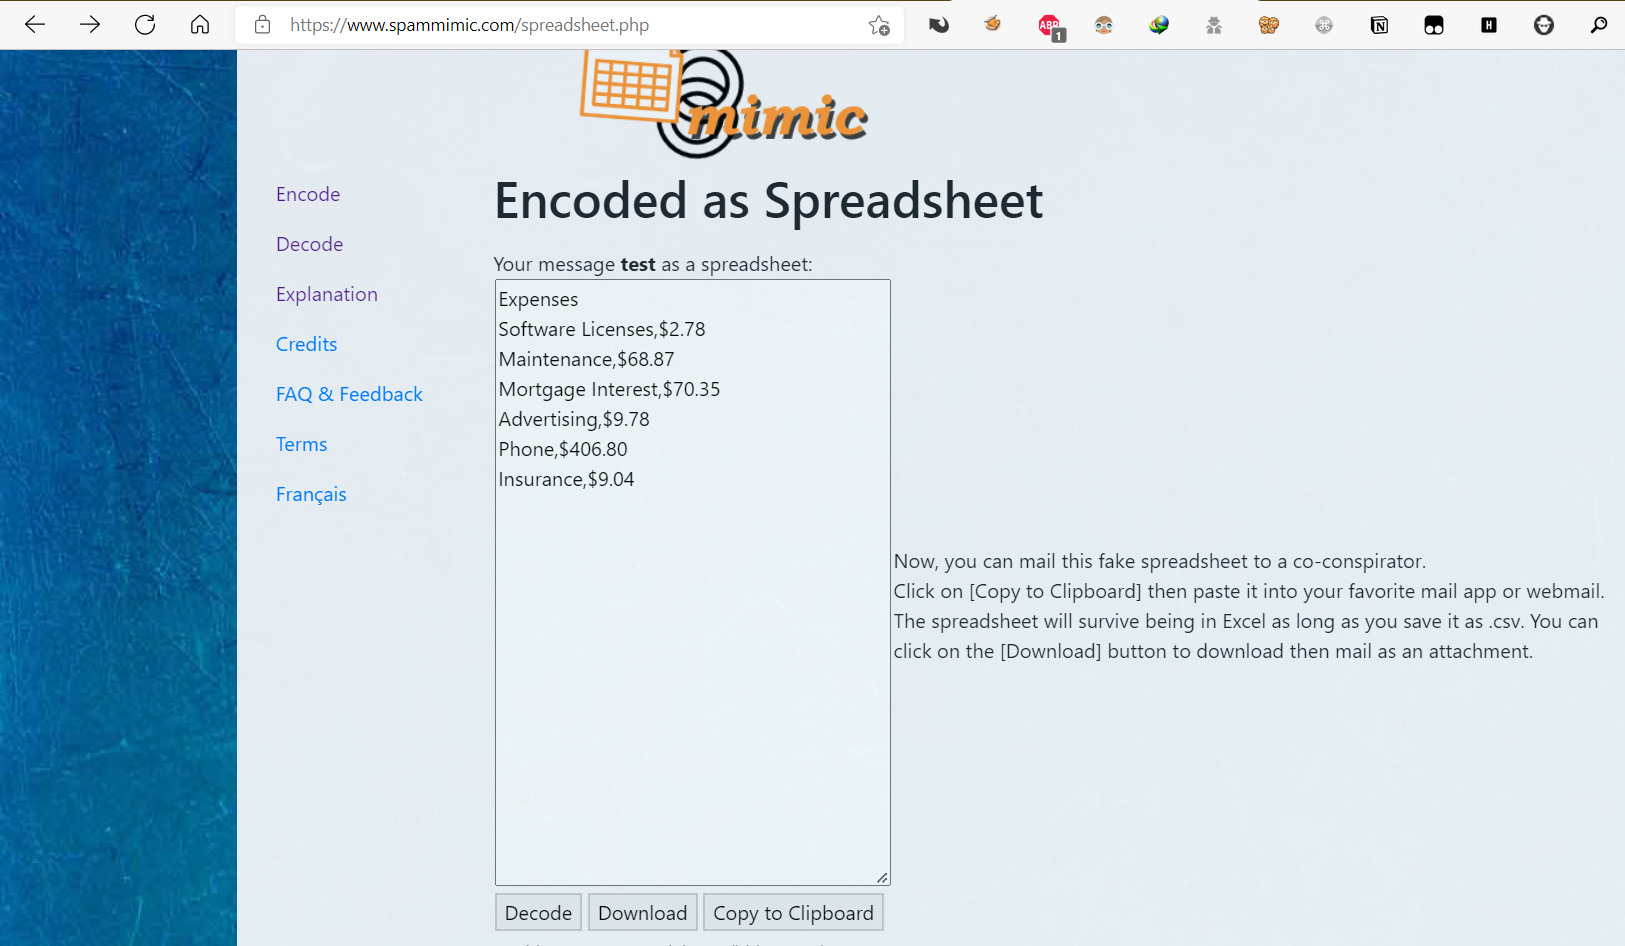 https://www.spammimic.com/spreadsheet.php
ABP
1
N
H
mimic
Encode
Decode
Explanation
Credits
FAQ & Feedback
Terms
Français
Encoded as Spreadsheet
Your message test as a spreadsheet:
Expenses
Software Licenses,$2.78
Maintenance,$68.87
Mortgage Interest,$70.35
Advertising,$9.78
Phone,$406.80
Insurance,$9.04
Now, you can mail this fake spreadsheet to a co-conspirator.
Click on [Copy to Clipboard] then paste it into your favorite mail app or webmail.
The spreadsheet will survive being in Excel as long as you save it as .csv. You can
click on the [Download] button to download then mail as an attachment.
Decode
Download
Copy to Clipboard